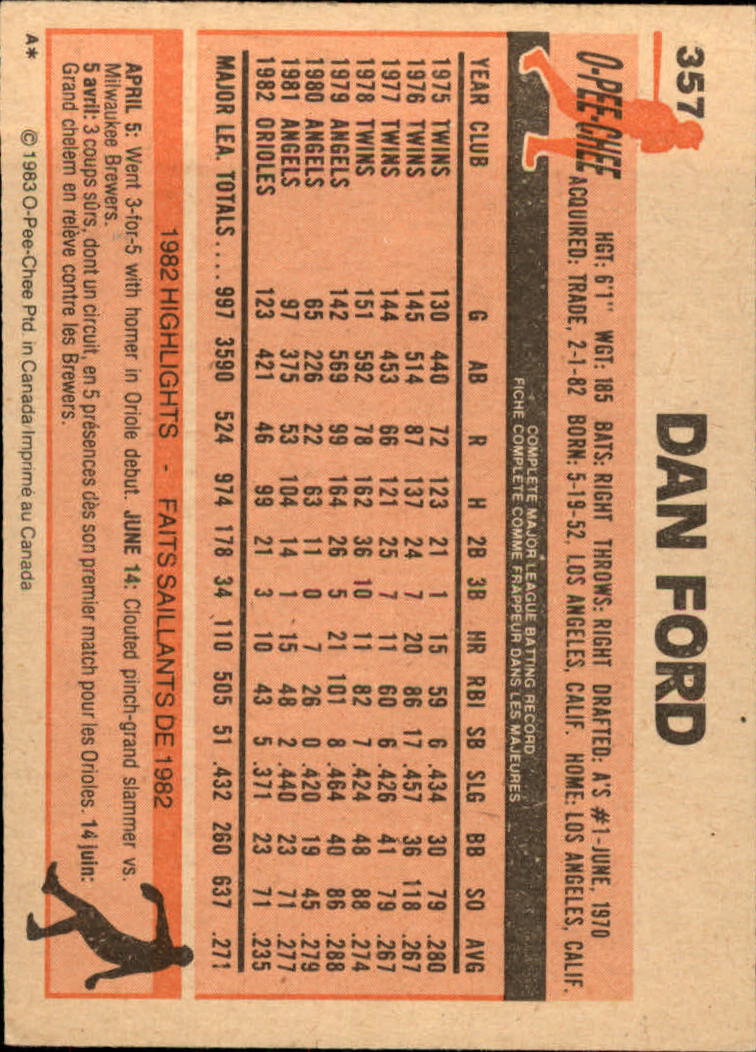 357
DAN FORD
O-PEE-CHEE
HGT: 6'1" WGT: 185 BATS: RIGHT THROWS: RIGHT DRAFTED: A'S #1-JUNE, 1970
ACQUIRED: TRADE, 2-1-82 BORN: 5-19-52, LOS ANGELES, CALIF. HOME: LOS ANGELES, CALIF.
COMPLETE MAJOR LEAGUE BATTING RECORD
FICHE COMPLETE COMME FRAPPEUR DANS LES MAJEURES
YEAR CLUB G AB R H 2B 3B HR RBI SB SLG BB SO AVG
1975 TWINS 130 440 72 123 21 1 15 59 6 .434 30 79 .280
1976 TWINS 145 514 87 137 24 7 20 86 17 .457 36 118 .267
1977 TWINS 144 453 66 121 25 7 11 60 6 .426 41 79 .267
1978 TWINS 151 592 78 162 36 10 11 82 7 .424 48 88 .274
1979 ANGELS 142 569 99 164 26 5 21 101 8 .464 40 86 .288
1980 ANGELS 65 226 22 63 11 0 7 26 0 .420 19 45 .279
1981 ANGELS 97 375 53 104 14 1 15 48 2 .440 23 71 .277
1982 ORIOLES 123 421 46 99 21 3 10 43 5 .371 23 71 .235
MAJOR LEA. TOTALS.... 997 3590 524 974 178 34 110 505 51 .432 260 637 .271
1982 HIGHLIGHTS - FAITS SAILLANTS DE 1982
APRIL 5: Went 3-for-5 with homer in Oriole debut. JUNE 14: Clouted pinch-grand slammer vs.
Milwaukee Brewers.
5 avril: 3 coups sûrs, dont un circuit, en 5 présences dès son premier match pour les Orioles. 14 juin:
Grand chelem en relève contre les Brewers.
A* © 1983 O-Pee-Chee Ptd. in Canada/Imprimé au Canada